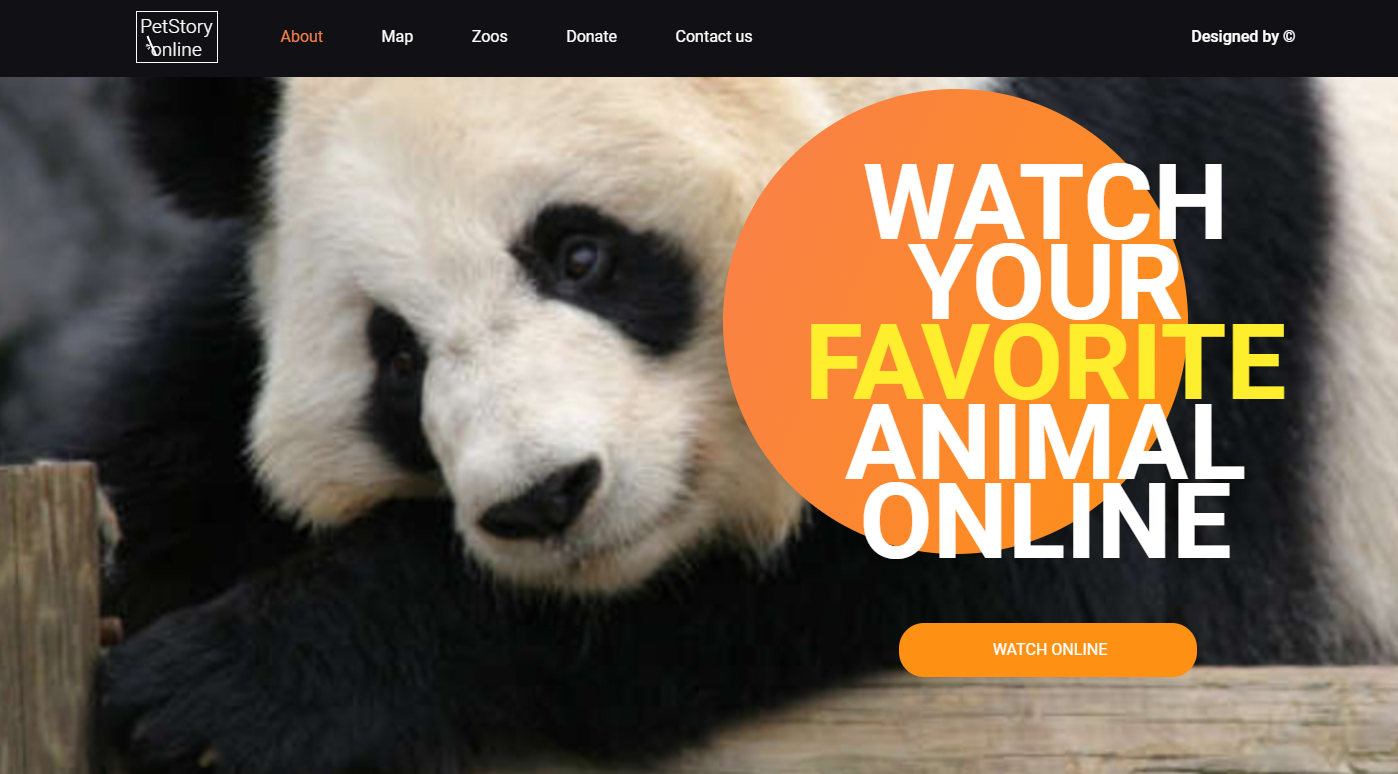 PetStory
online
About Map Zoos Donate Contact us Designed by ©
WATCH
YOUR
FAVORITE
ANIMAL
ONLINE
WATCH ONLINE